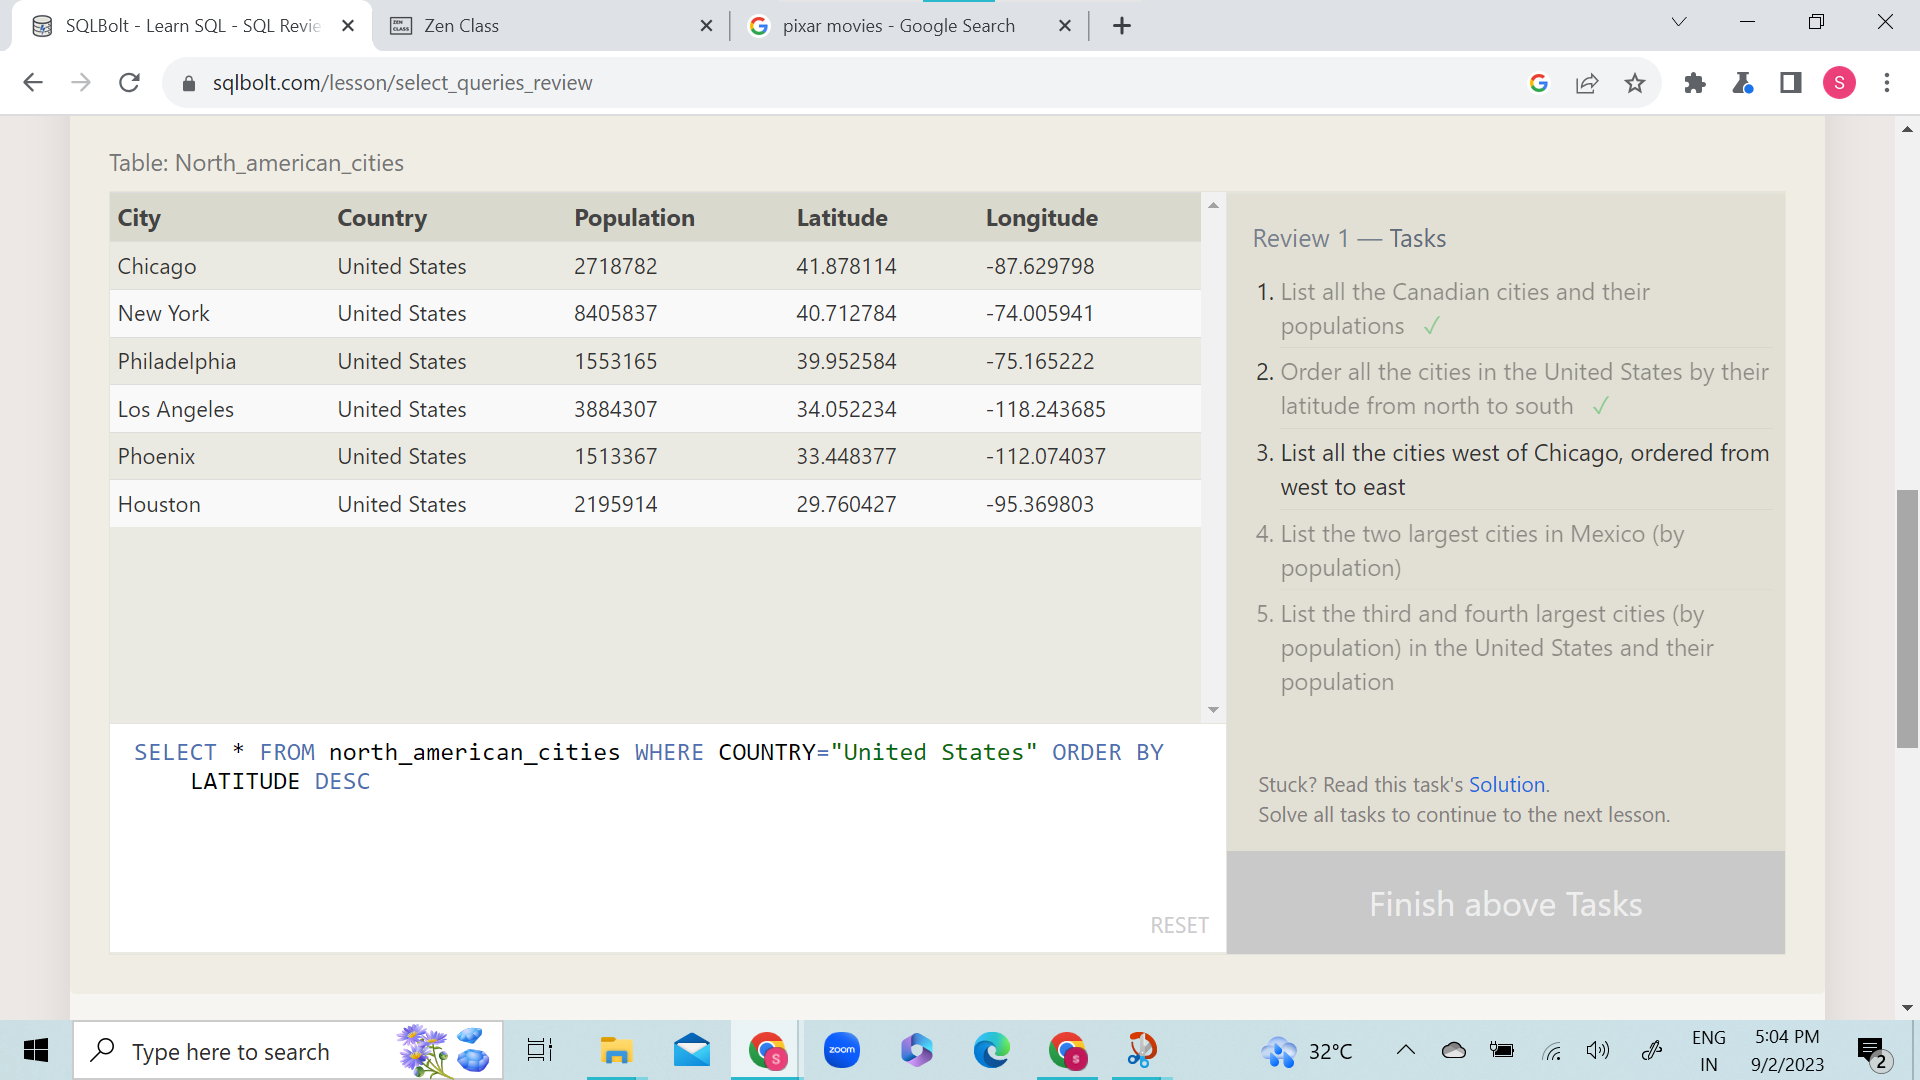 SQLBolt - Learn SQL - SQL Revie
Zen Class
pixar movies - Google Search
sqlbolt.com/lesson/select_queries_review
S
Table: North_american_cities
City Country Population Latitude Longitude
Chicago United States 2718782 41.878114 -87.629798
New York United States 8405837 40.712784 -74.005941
Philadelphia United States 1553165 39.952584 -75.165222
Los Angeles United States 3884307 34.052234 -118.243685
Phoenix United States 1513367 33.448377 -112.074037
Houston United States 2195914 29.760427 -95.369803
SELECT * FROM north_american_cities WHERE COUNTRY="United States" ORDER BY
LATITUDE DESC
RESET
Review 1 — Tasks
1. List all the Canadian cities and their
populations ✓
2. Order all the cities in the United States by their
latitude from north to south ✓
3. List all the cities west of Chicago, ordered from
west to east
4. List the two largest cities in Mexico (by
population)
5. List the third and fourth largest cities (by
population) in the United States and their
population
Stuck? Read this task's Solution.
Solve all tasks to continue to the next lesson.
Finish above Tasks
Type here to search
S
zoom
S
32°C
ENG
IN
5:04 PM
9/2/2023
2